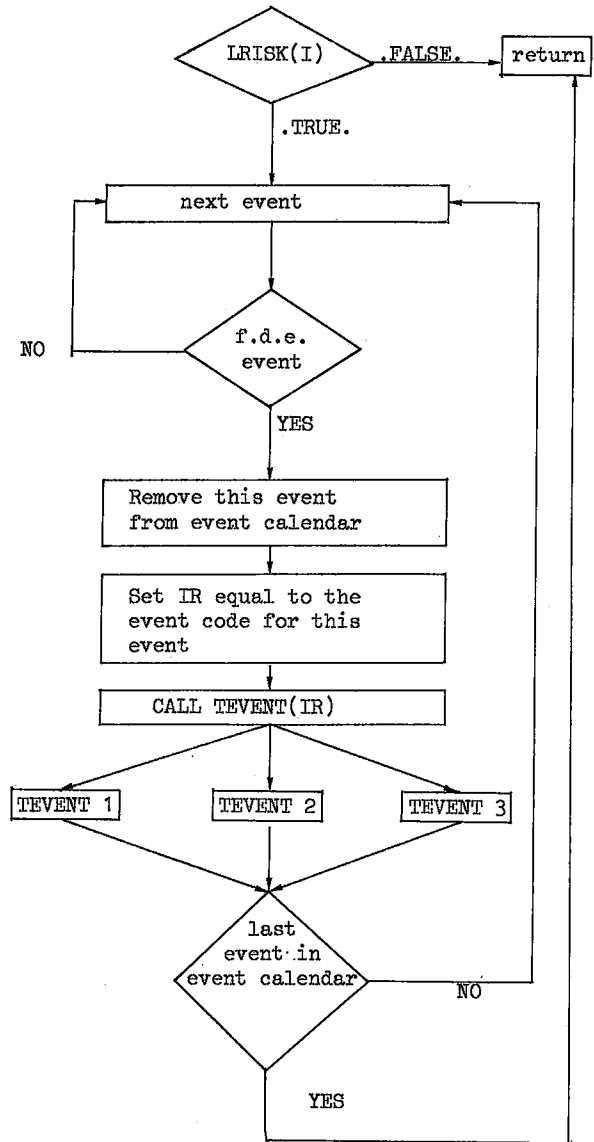 LRISK(I)
.FALSE.
return
.TRUE.
next event
f.d.e.
event
NO
YES
Remove this event
from event calendar
Set IR equal to the
event code for this
event
CALL TEVENT(IR)
TEVENT 1
TEVENT 2
TEVENT 3
last
event in
event calendar
NO
YES